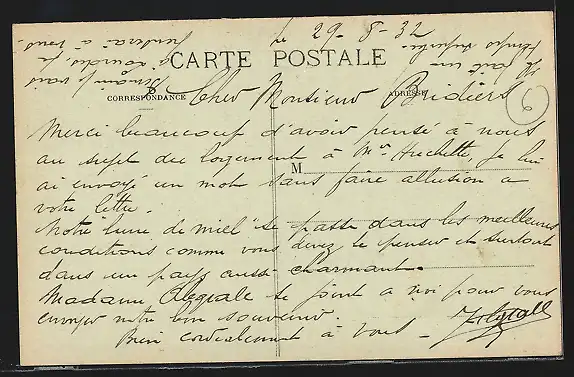 le 29-8-32
CARTE POSTALE
CORRESPONDANCE
ADRESSE
6
Cher Monsieur Bridiers
Merci beaucoup d'avoir pensé à nous
au sujet du logement à Mr Huchette, je lui
M
ai envoyé un mot sans faire allusion a
votre lettre.
Notre lune de miel se passe dans les meilleures
conditions comme vous devez le penser et surtout
dans un pays aussi charmant.
Madame se joint a moi pour vous
envoyer notre bon souvenir.
Bien cordialement à vous -